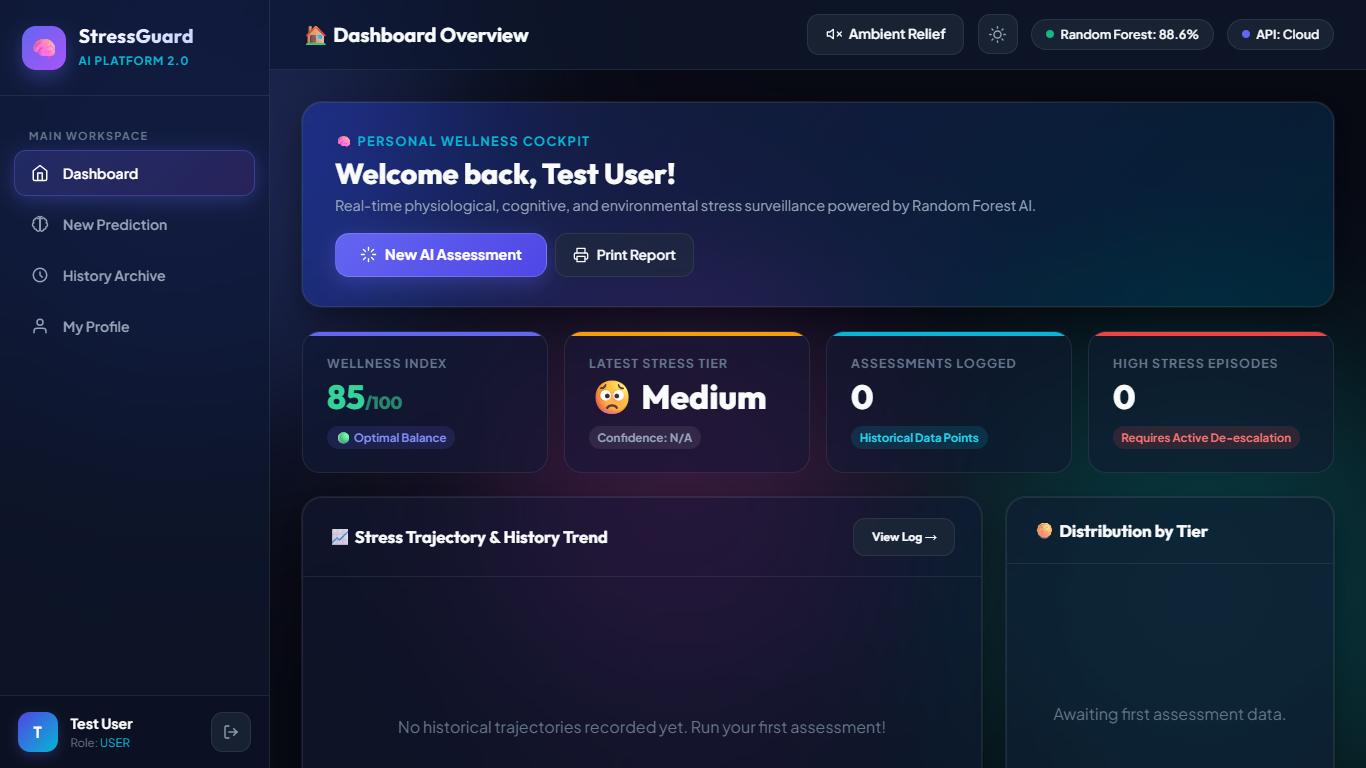 StressGuard
AI PLATFORM 2.0
MAIN WORKSPACE
Dashboard
New Prediction
History Archive
My Profile
T
Test User
Role: USER
Dashboard Overview
Ambient Relief
Random Forest: 88.6%
API: Cloud
PERSONAL WELLNESS COCKPIT
Welcome back, Test User!
Real-time physiological, cognitive, and environmental stress surveillance powered by Random Forest AI.
New AI Assessment
Print Report
WELLNESS INDEX
85/100
Optimal Balance
LATEST STRESS TIER
Medium
Confidence: N/A
ASSESSMENTS LOGGED
0
Historical Data Points
HIGH STRESS EPISODES
0
Requires Active De-escalation
Stress Trajectory & History Trend
View Log →
No historical trajectories recorded yet. Run your first assessment!
Distribution by Tier
Awaiting first assessment data.